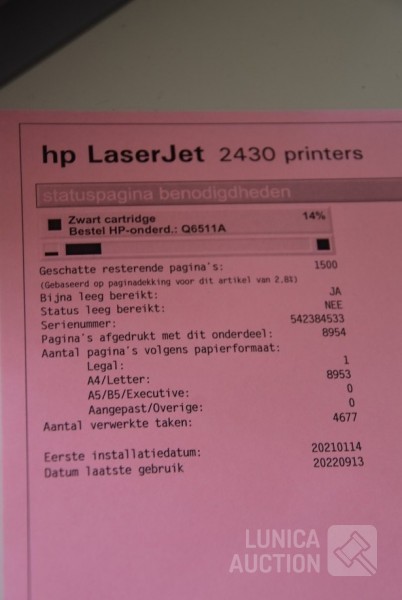 hp LaserJet 2430 printers
statuspagina benodigdheden
Zwart cartridge 14%
Bestel HP-onderd.: Q6511A
Geschatte resterende pagina's: 1500
(Gebaseerd op paginadekking voor dit artikel van 2,8%)
Bijna leeg bereikt: JA
Status leeg bereikt: NEE
Serienummer: 542384533
Pagina's afgedrukt met dit onderdeel: 8954
Aantal pagina's volgens papierformaat:
Legal: 1
A4/Letter: 8953
A5/B5/Executive: 0
Aangepast/Overige: 0
Aantal verwerkte taken: 4677
Eerste installatiedatum: 20210114
Datum laatste gebruik 20220913
LUNICA
AUCTION